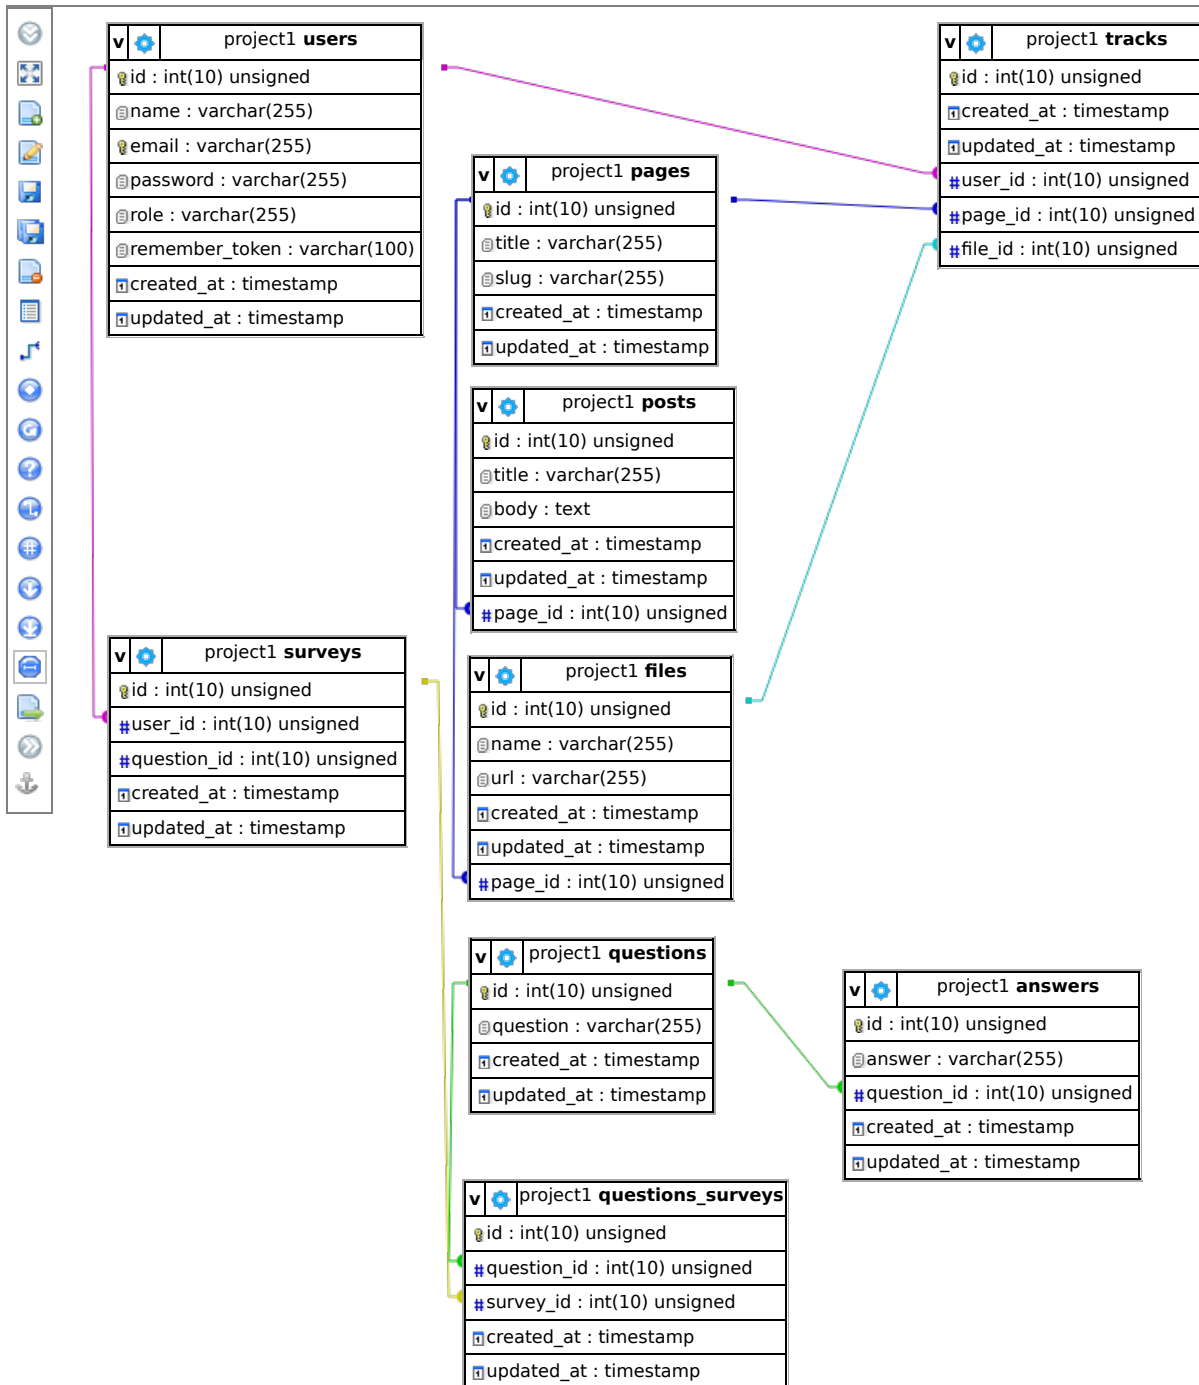 v project1 users
id : int(10) unsigned
name : varchar(255)
email : varchar(255)
password : varchar(255)
role : varchar(255)
remember_token : varchar(100)
created_at : timestamp
updated_at : timestamp
v project1 tracks
id : int(10) unsigned
created_at : timestamp
updated_at : timestamp
#user_id : int(10) unsigned
#page_id : int(10) unsigned
#file_id : int(10) unsigned
v project1 pages
id : int(10) unsigned
title : varchar(255)
slug : varchar(255)
created_at : timestamp
updated_at : timestamp
v project1 posts
id : int(10) unsigned
title : varchar(255)
body : text
created_at : timestamp
updated_at : timestamp
#page_id : int(10) unsigned
v project1 surveys
id : int(10) unsigned
#user_id : int(10) unsigned
#question_id : int(10) unsigned
created_at : timestamp
updated_at : timestamp
v project1 files
id : int(10) unsigned
name : varchar(255)
url : varchar(255)
created_at : timestamp
updated_at : timestamp
#page_id : int(10) unsigned
v project1 questions
id : int(10) unsigned
question : varchar(255)
created_at : timestamp
updated_at : timestamp
v project1 answers
id : int(10) unsigned
answer : varchar(255)
#question_id : int(10) unsigned
created_at : timestamp
updated_at : timestamp
v project1 questions_surveys
id : int(10) unsigned
#question_id : int(10) unsigned
#survey_id : int(10) unsigned
created_at : timestamp
updated_at : timestamp